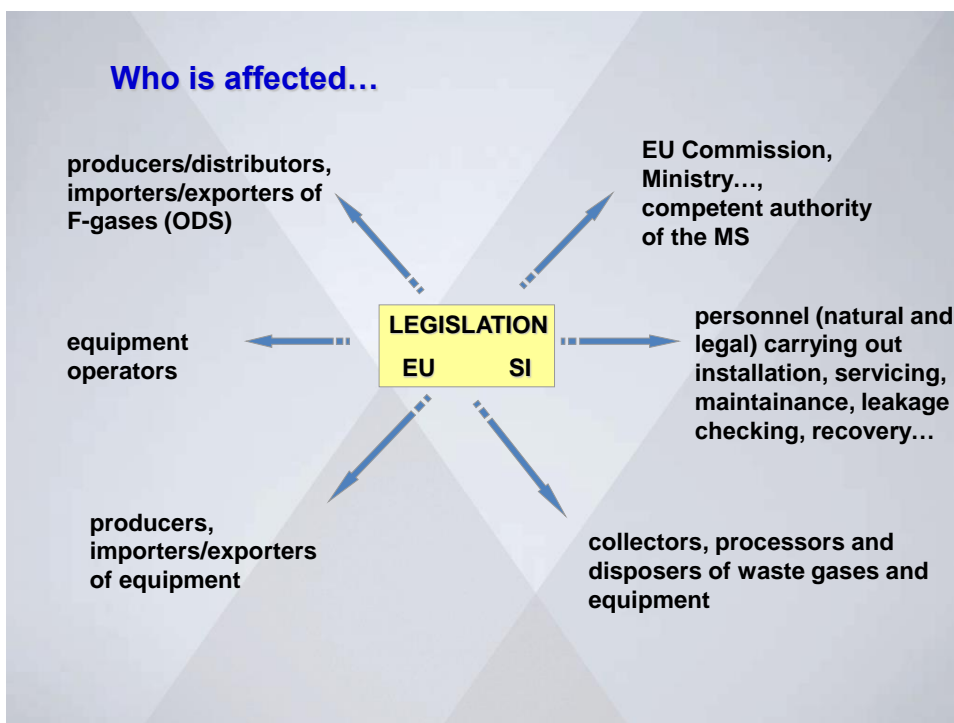 Who is affected…
producers/distributors,
importers/exporters of
F-gases (ODS)
EU Commission,
Ministry…,
competent authority
of the MS
LEGISLATION
EU SI
equipment
operators
personnel (natural and
legal) carrying out
installation, servicing,
maintainance, leakage
checking, recovery…
producers,
importers/exporters
of equipment
collectors, processors and
disposers of waste gases and
equipment